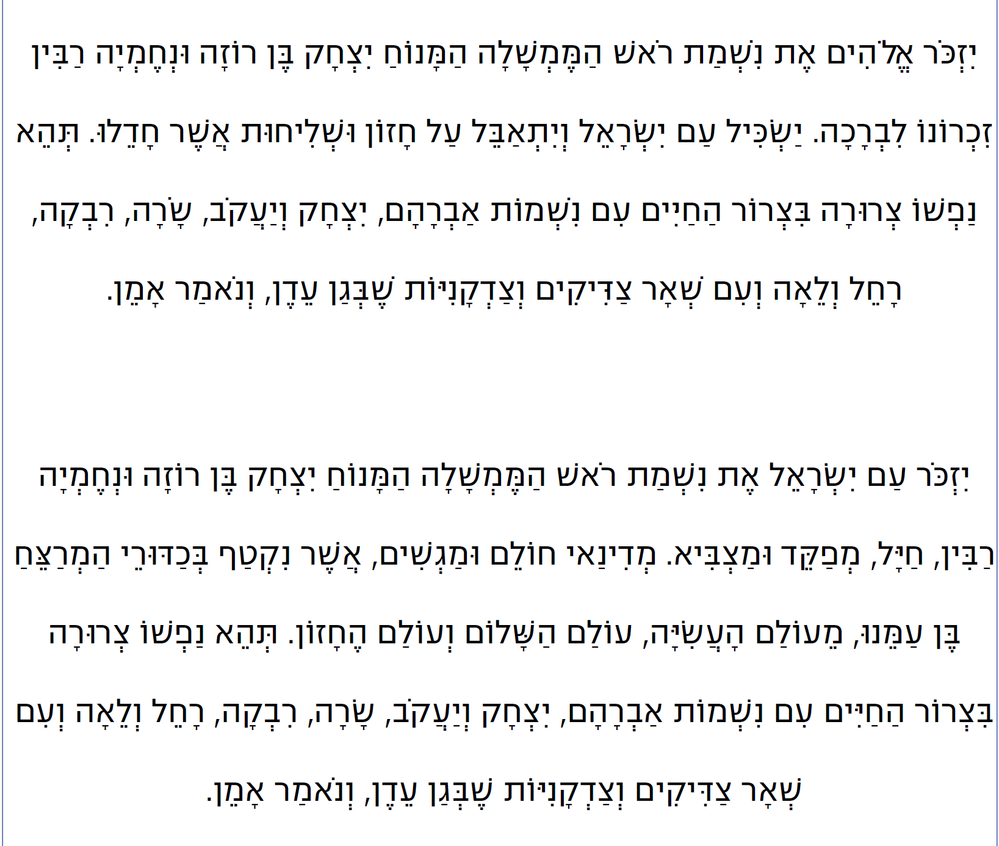 יִזְכֹּר אֱלֹהִים אֶת נִשְׁמַת רֹאשׁ הַמֶּמְשָׁלָה הַמָּנוֹחַ יִצְחָק בֶּן רוֹזָה וּנְחֶמְיָה רַבִּין
זִכְרוֹנוֹ לִבְרָכָה. יַשְׂכִּיל עַם יִשְׂרָאֵל וְיִתְאַבֵּל עַל חָזוֹן וּשְׁלִיחוּת אֲשֶׁר חָדֵלוּ. תְּהֵא
נַפְשׁוֹ צְרוּרָה בִּצְרוֹר הַחַיִּים עִם נִשְׁמוֹת אַבְרָהָם, יִצְחָק וְיַעֲקֹב, שָׂרָה, רִבְקָה,
רָחֵל וְלֵאָה וְעִם שְׁאָר צַדִּיקִים וְצַדְקָנִיּוֹת שֶׁבְּגַן עֵדֶן, וְנֹאמַר אָמֵן.
יִזְכֹּר עַם יִשְׂרָאֵל אֶת נִשְׁמַת רֹאשׁ הַמֶּמְשָׁלָה הַמָּנוֹחַ יִצְחָק בֶּן רוֹזָה וּנְחֶמְיָה
רַבִּין, חַיָּל, מְפַקֵּד וּמַצְבִּיא. מְדִינַאי חוֹלֵם וּמַגְשִׁים, אֲשֶׁר נִקְטַף בְּכַדּוּרֵי הַמְרַצֵּחַ
בֶּן עַמֵּנוּ, מֵעוֹלַם הָעֲשִׂיָּה, עוֹלַם הַשָּׁלוֹם וְעוֹלַם הֶחָזוֹן. תְּהֵא נַפְשׁוֹ צְרוּרָה
בִּצְרוֹר הַחַיִּים עִם נִשְׁמוֹת אַבְרָהָם, יִצְחָק וְיַעֲקֹב, שָׂרָה, רִבְקָה, רָחֵל וְלֵאָה וְעִם
שְׁאָר צַדִּיקִים וְצַדְקָנִיּוֹת שֶׁבְּגַן עֵדֶן, וְנֹאמַר אָמֵן.